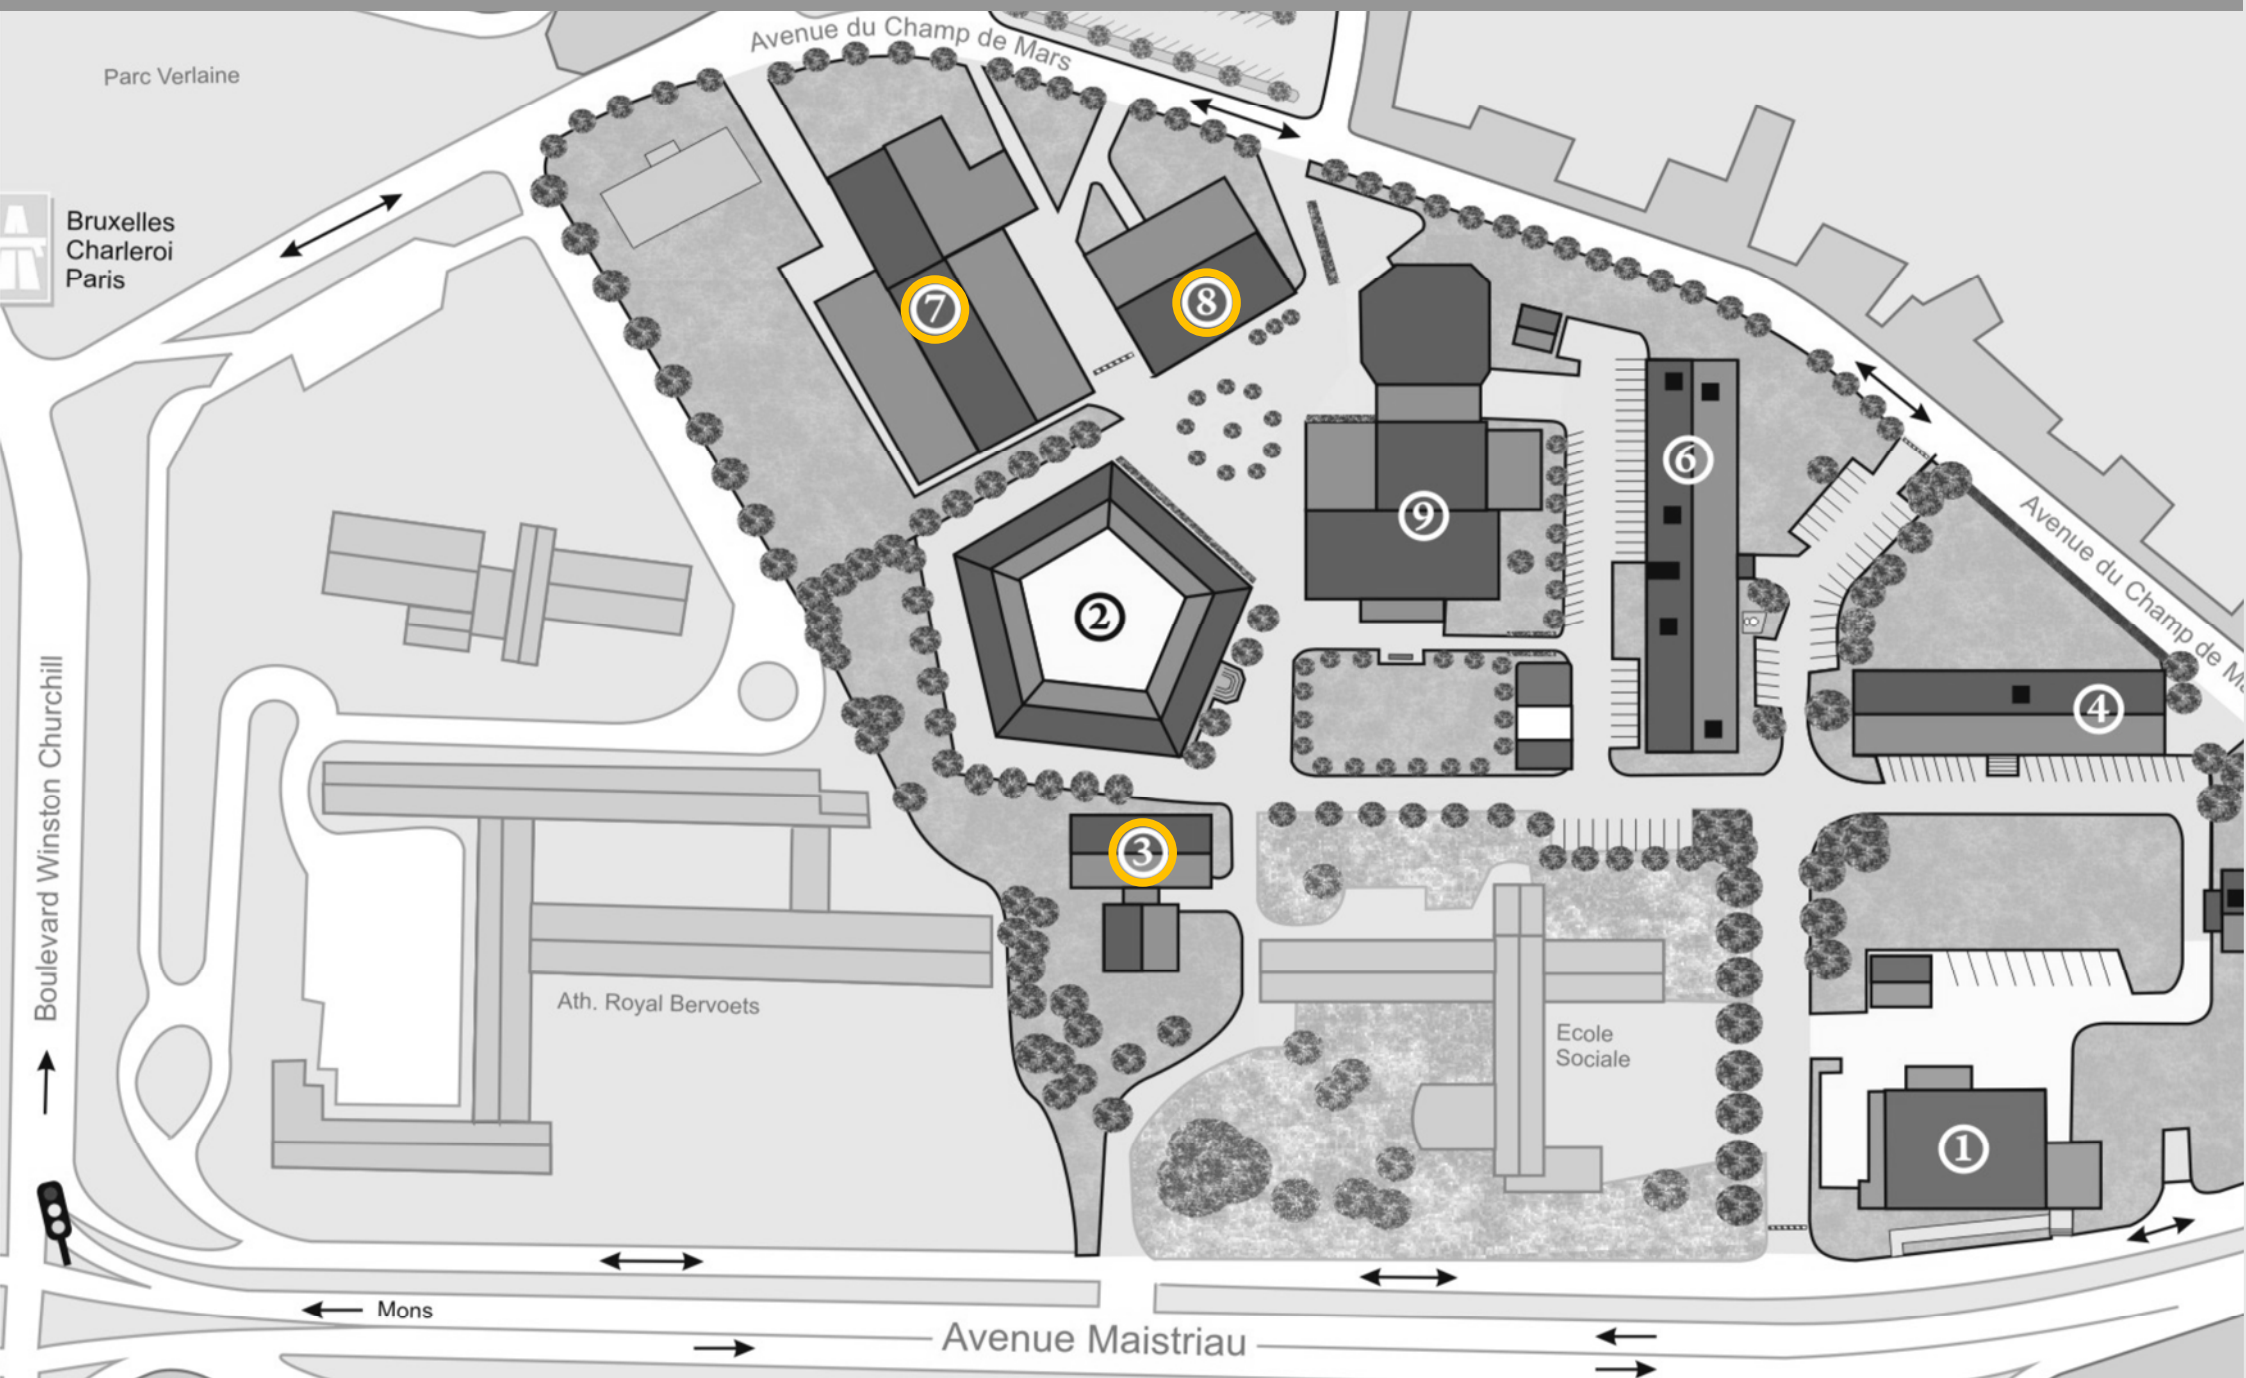 Avenue du Champ de Mars
Parc Verlaine
Bruxelles
Charleroi
Paris
7
8
6
9
2
4
3
1
Avenue du Champ de Ma
Boulevard Winston Churchill
Ath. Royal Bervoets
Ecole
Sociale
Mons
Avenue Maistriau